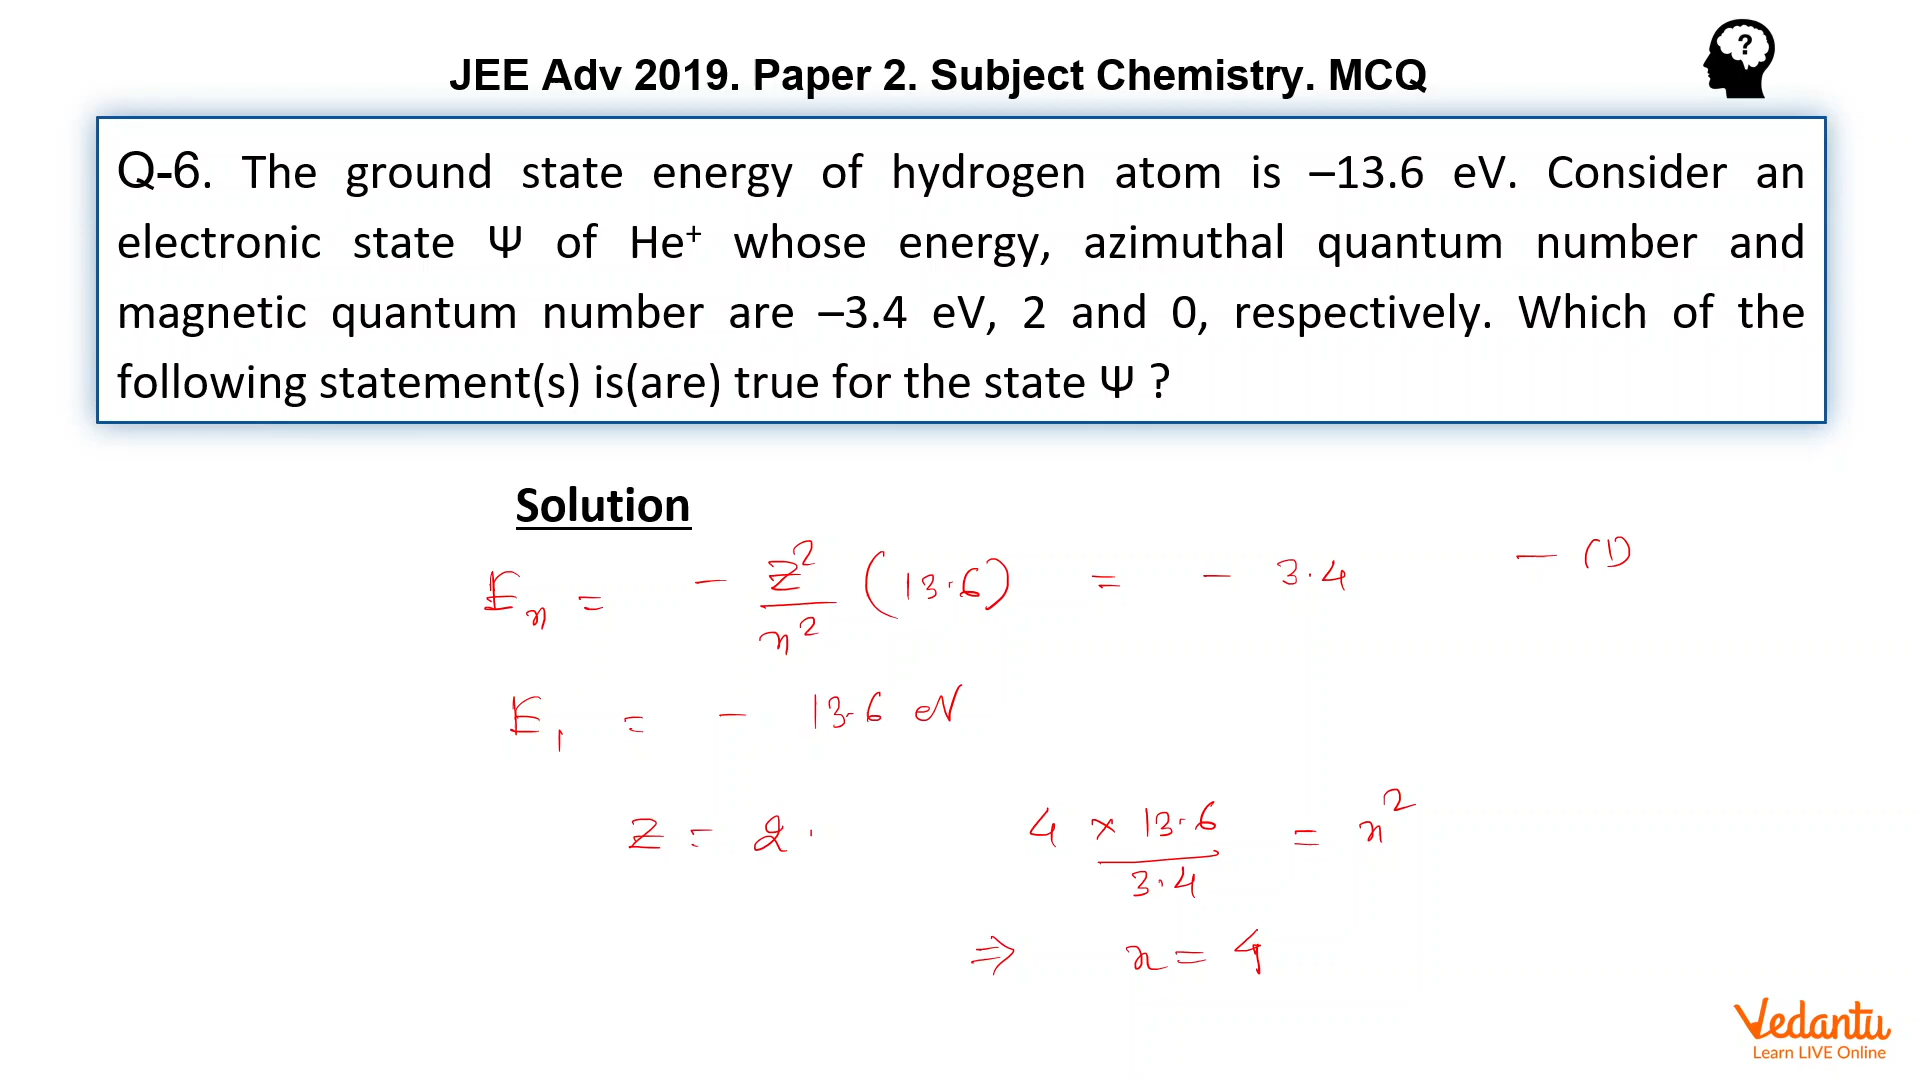 JEE Adv 2019. Paper 2. Subject Chemistry. MCQ
?
Q-6. The ground state energy of hydrogen atom is –13.6 eV. Consider an
electronic state Ψ of He⁺ whose energy, azimuthal quantum number and
magnetic quantum number are –3.4 eV, 2 and 0, respectively. Which of the
following statement(s) is(are) true for the state Ψ ?
Solution
Eₙ = - Z²/n² (13.6) = - 3.4 — (1)
E₁ = - 13.6 eV
Z = 2. 4 × 13.6/3.4 = n²
⇒ n = 4
Vedantu
Learn LIVE Online